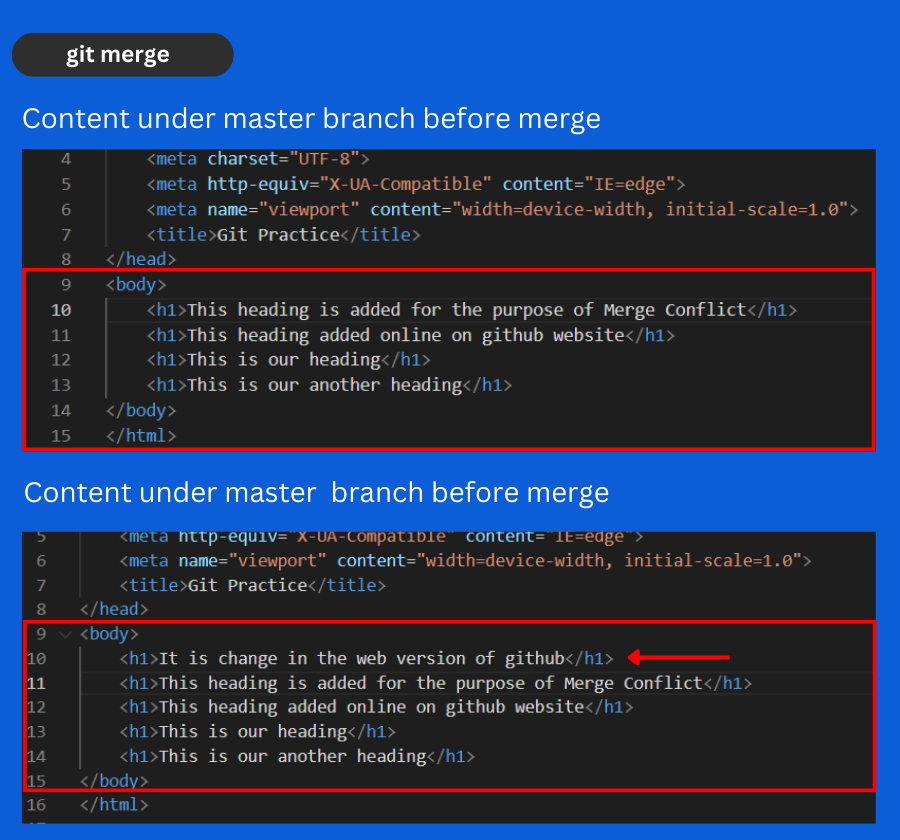 git merge
Content under master branch before merge
4 <meta charset="UTF-8">
5 <meta http-equiv="X-UA-Compatible" content="IE=edge">
6 <meta name="viewport" content="width=device-width, initial-scale=1.0">
7 <title>Git Practice</title>
8 </head>
9 <body>
10 <h1>This heading is added for the purpose of Merge Conflict</h1>
11 <h1>This heading added online on github website</h1>
12 <h1>This is our heading</h1>
13 <h1>This is our another heading</h1>
14 </body>
15 </html>
Content under master branch before merge
5 <meta http-equiv="X-UA-Compatible" content="IE=edge">
6 <meta name="viewport" content="width=device-width, initial-scale=1.0">
7 <title>Git Practice</title>
8 </head>
9 <body>
10 <h1>It is change in the web version of github</h1>
11 <h1>This heading is added for the purpose of Merge Conflict</h1>
12 <h1>This heading added online on github website</h1>
13 <h1>This is our heading</h1>
14 <h1>This is our another heading</h1>
15 </body>
16 </html>